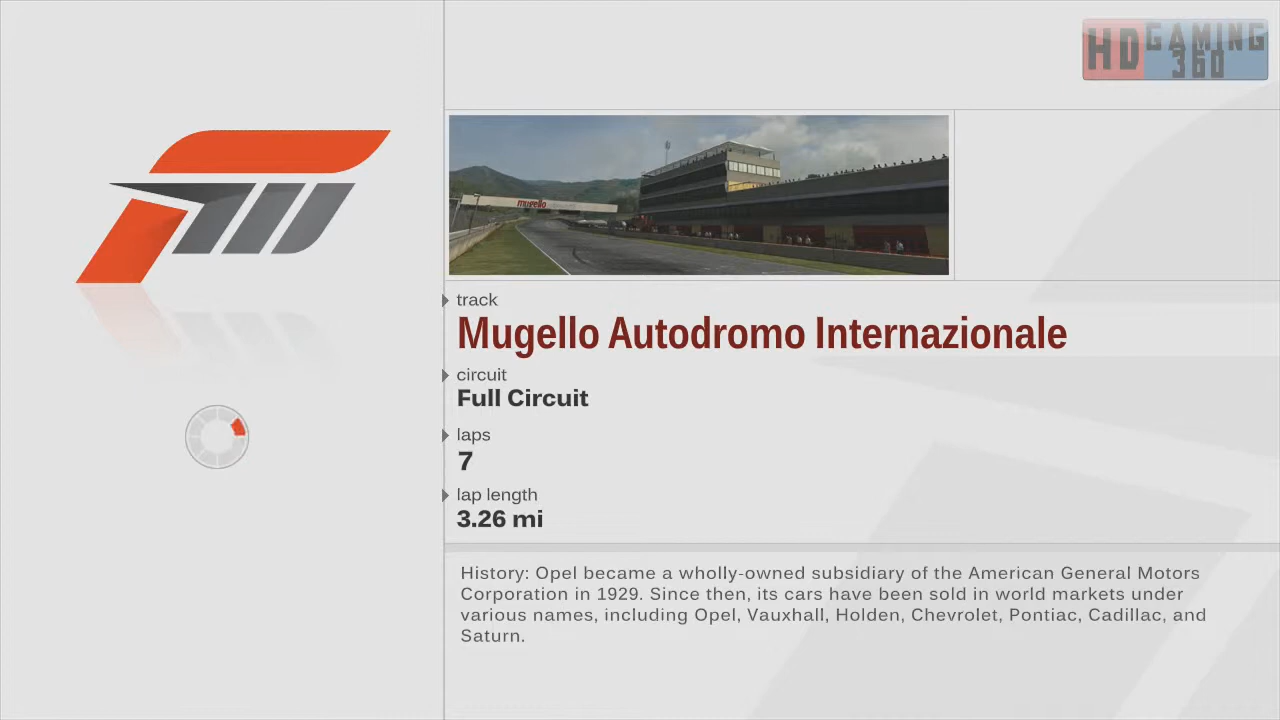 HD GAMING
360
mugello
track
Mugello Autodromo Internazionale
circuit
Full Circuit
laps
7
lap length
3.26 mi
History: Opel became a wholly-owned subsidiary of the American General Motors
Corporation in 1929. Since then, its cars have been sold in world markets under
various names, including Opel, Vauxhall, Holden, Chevrolet, Pontiac, Cadillac, and
Saturn.